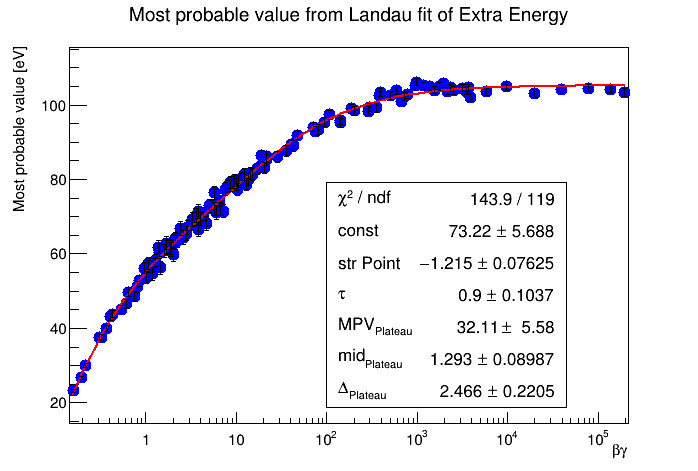 Most probable value from Landau fit of Extra Energy
Most probable value [eV]
100
80
60
40
20
χ² / ndf 143.9 / 119
const 73.22 ± 5.688
str Point −1.215 ± 0.07625
τ 0.9 ± 0.1037
MPV_Plateau 32.11 ± 5.58
mid_Plateau 1.293 ± 0.08987
Δ_Plateau 2.466 ± 0.2205
1 10 10² 10³ 10⁴ 10⁵
βγ